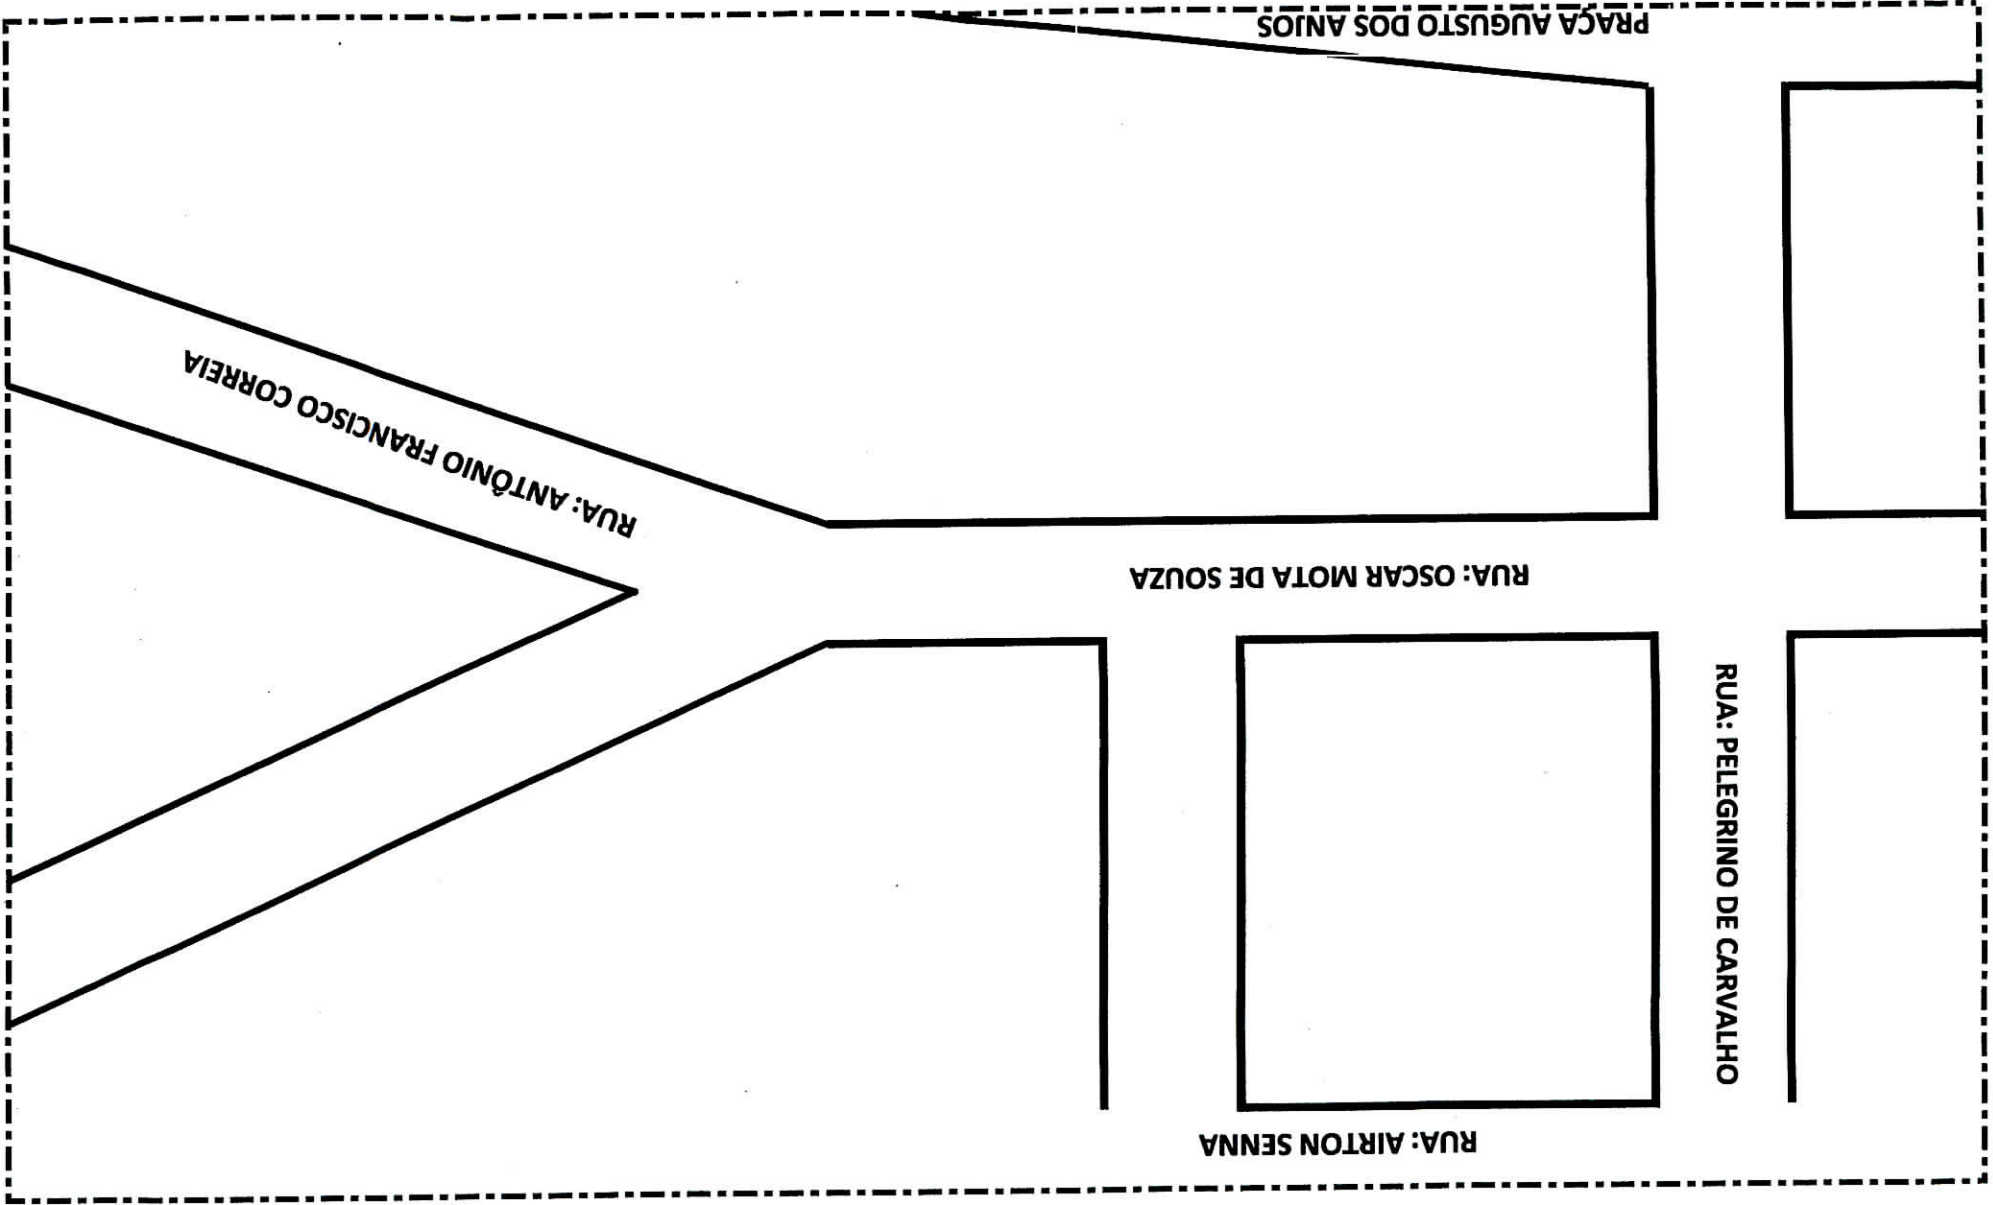 RUA: AIRTON SENNA
RUA: PELEGRINO DE CARVALHO
RUA: OSCAR MOTA DE SOUZA
RUA: ANTÔNIO FRANCISCO CORREIA
PRAÇA AUGUSTO DOS ANJOS